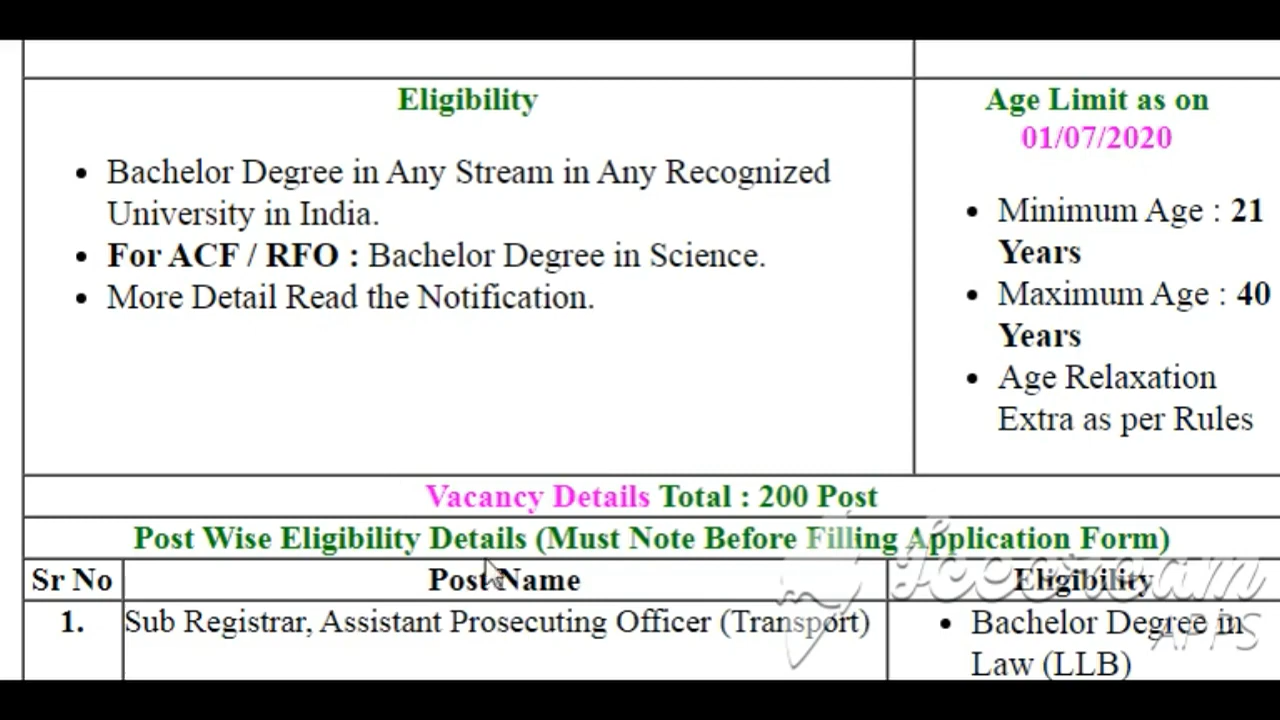 Eligibility
• Bachelor Degree in Any Stream in Any Recognized
University in India.
• For ACF / RFO : Bachelor Degree in Science.
• More Detail Read the Notification.
Age Limit as on
01/07/2020
• Minimum Age : 21
Years
• Maximum Age : 40
Years
• Age Relaxation
Extra as per Rules
Vacancy Details Total : 200 Post
Post Wise Eligibility Details (Must Note Before Filling Application Form)
Sr No Post Name Eligibility
1. Sub Registrar, Assistant Prosecuting Officer (Transport)
• Bachelor Degree in
Law (LLB)
APPS